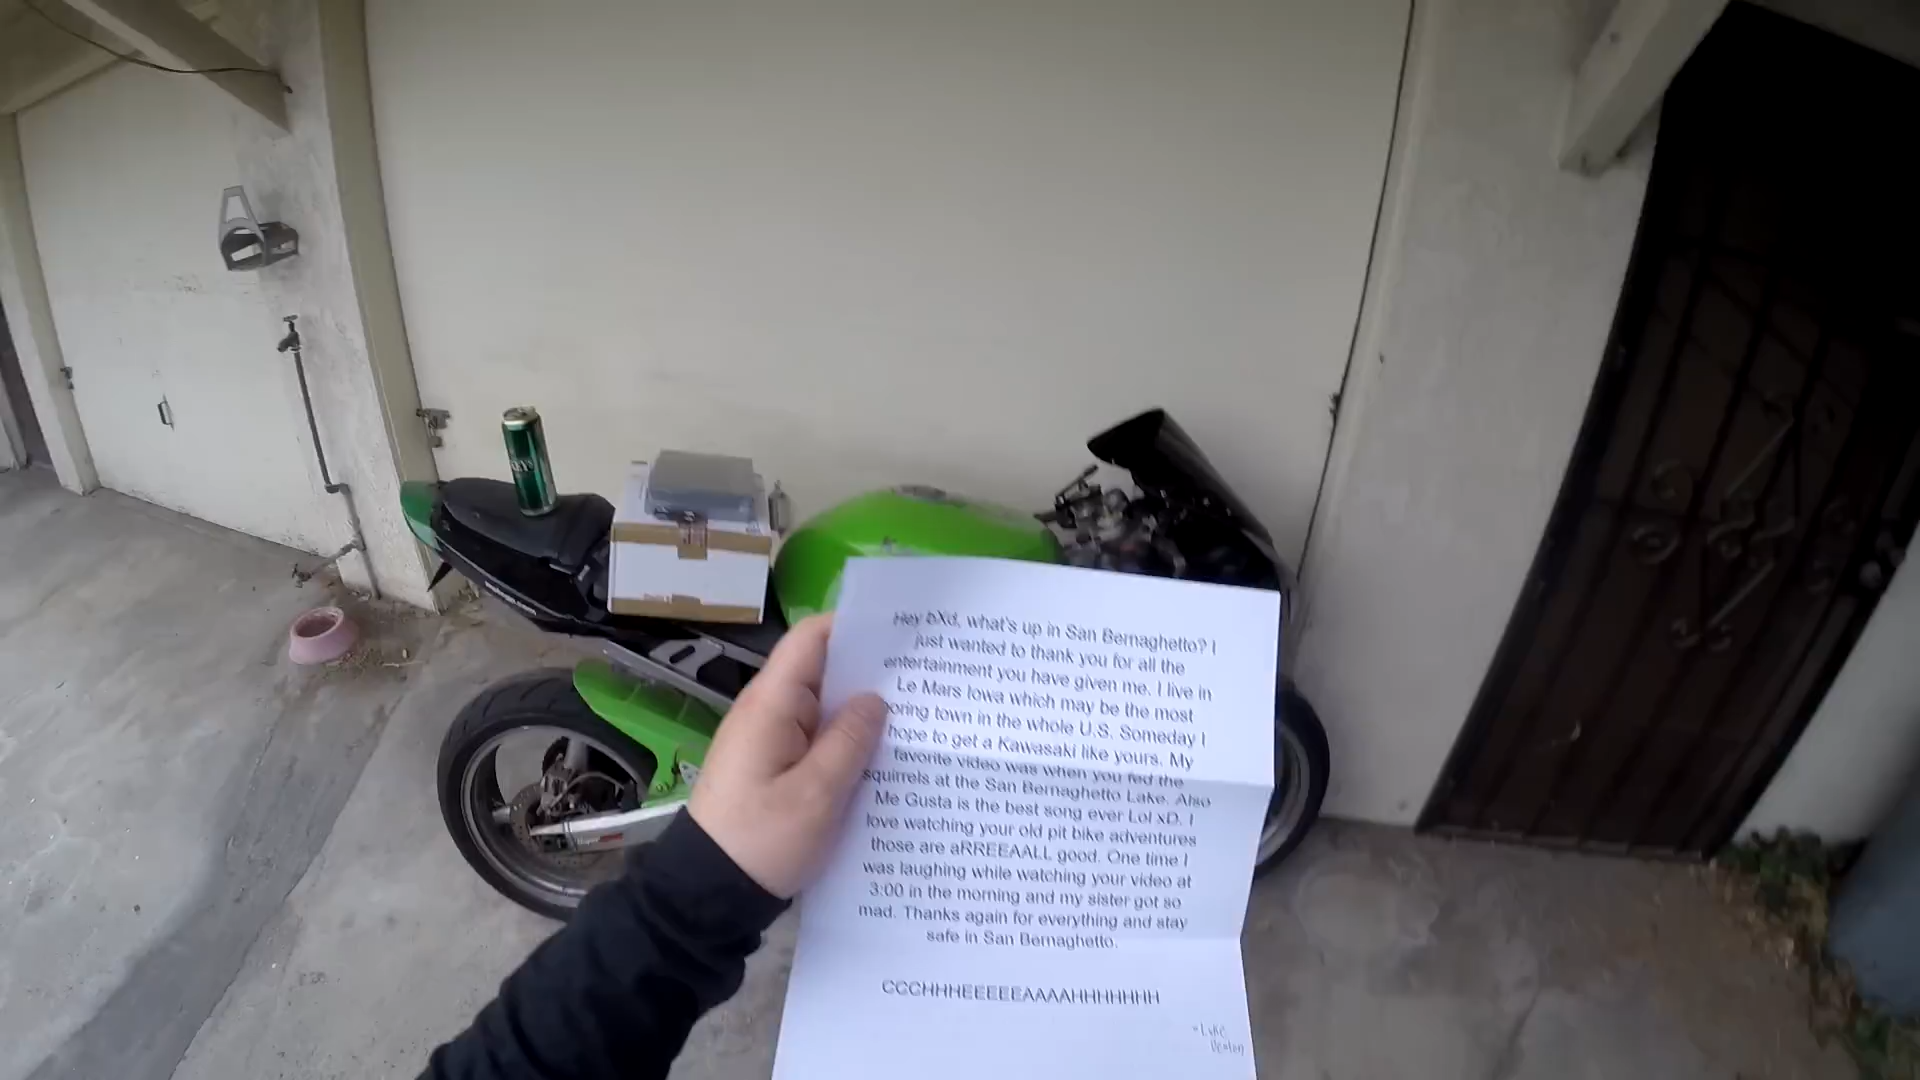 Hey bXd, what's up in San Bernaghetto? I
just wanted to thank you for all the
entertainment you have given me. I live in
Le Mars Iowa which may be the most
boring town in the whole U.S. Someday I
hope to get a Kawasaki like yours. My
favorite video was when you fed the
squirrels at the San Bernaghetto Lake. Also
Me Gusta is the best song ever Lol xD. I
love watching your old pit bike adventures
those are aRREEAALL good. One time I
was laughing while watching your video at
3:00 in the morning and my sister got so
mad. Thanks again for everything and stay
safe in San Bernaghetto.
CCCHHHEEEEEAAAAHHHHHHH
-Luke